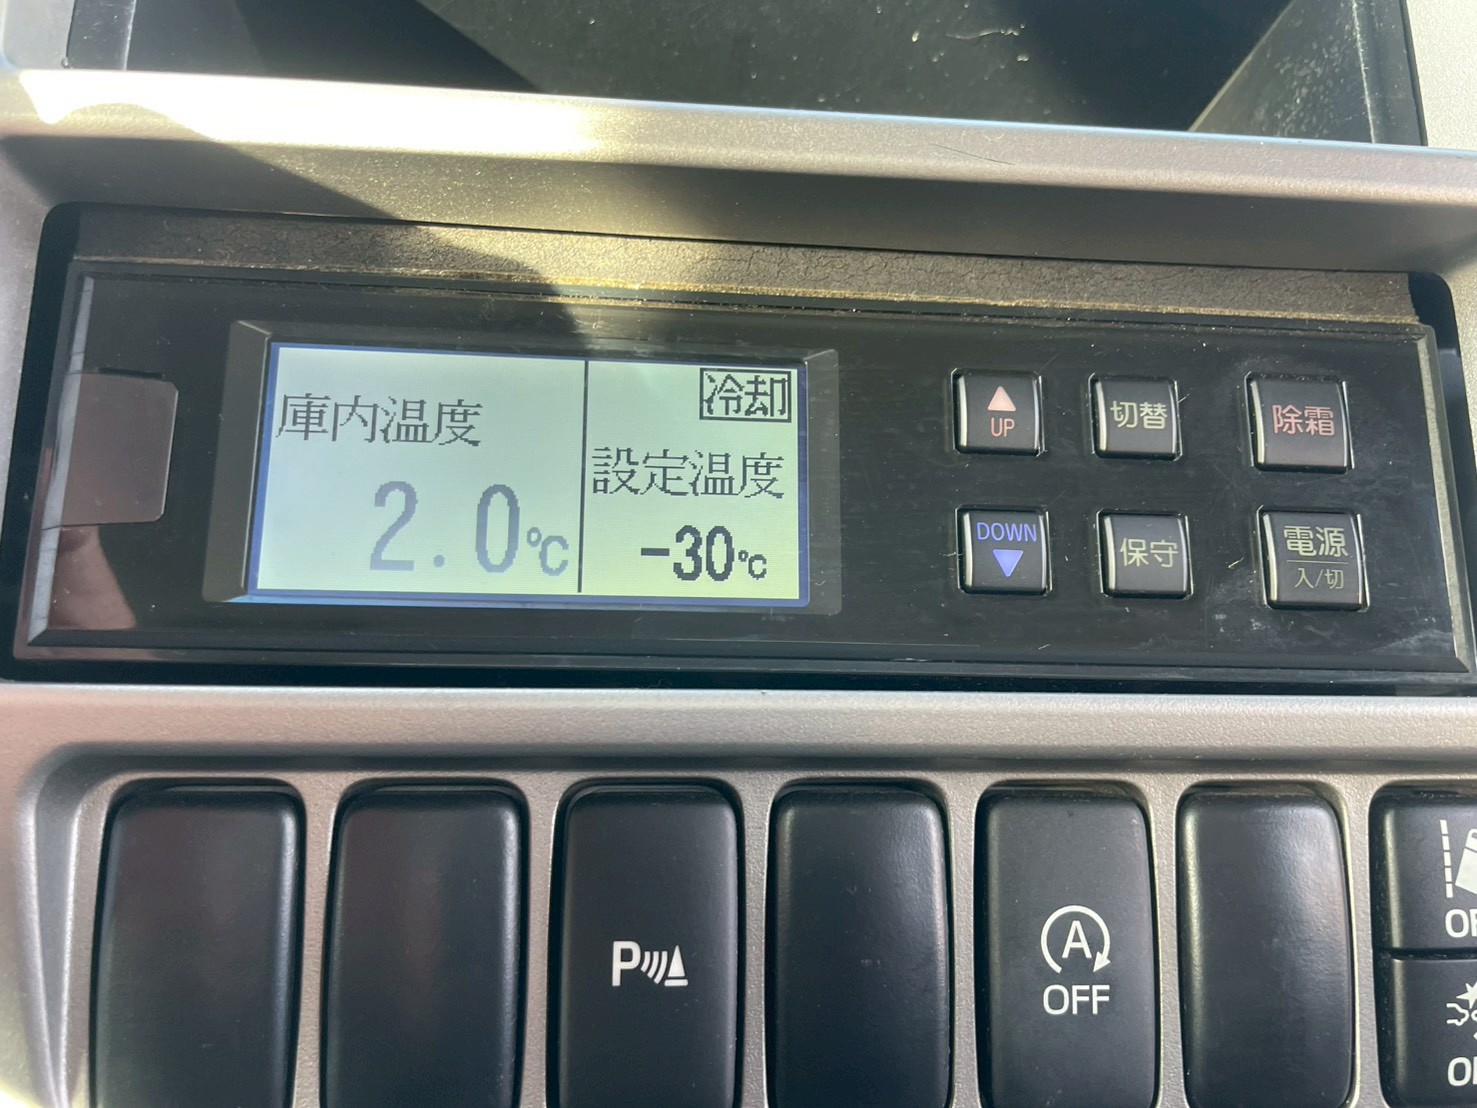 冷却
庫内温度
設定温度
2.0℃
-30℃
UP
切替
除霜
DOWN
保守
電源
入/切
P
A
OFF